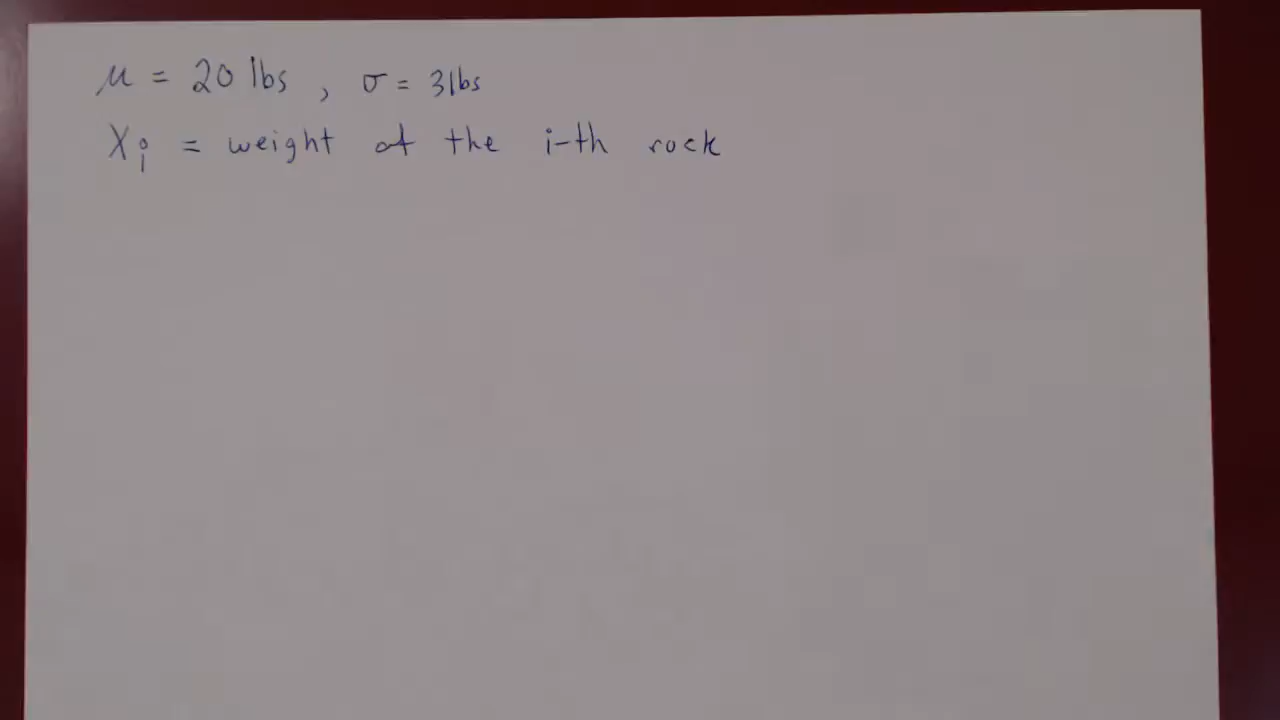 μ = 20 lbs , σ = 3 lbs
Xi = weight of the i-th rock